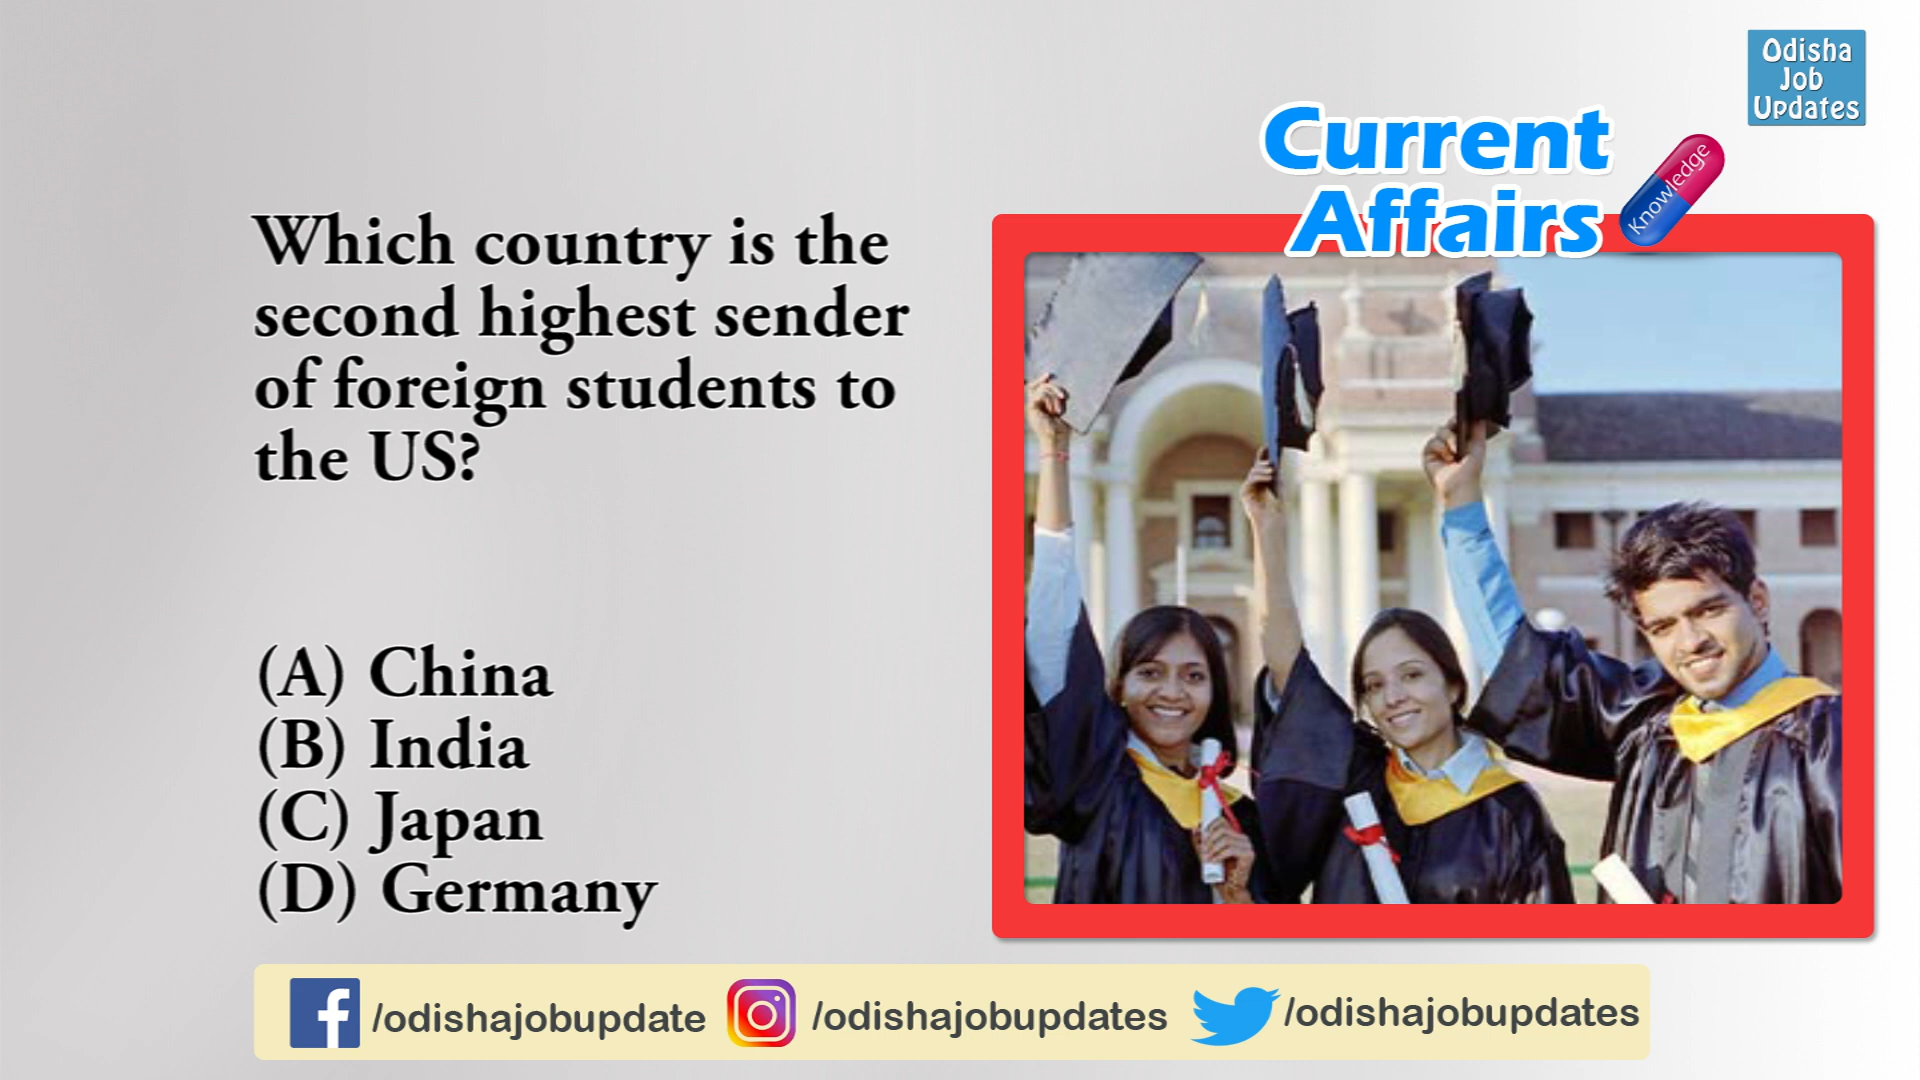 Odisha
Job
Updates
Current
Affairs
Knowledge
Which country is the
second highest sender
of foreign students to
the US?
(A) China
(B) India
(C) Japan
(D) Germany
/odishajobupdate
/odishajobupdates
/odishajobupdates